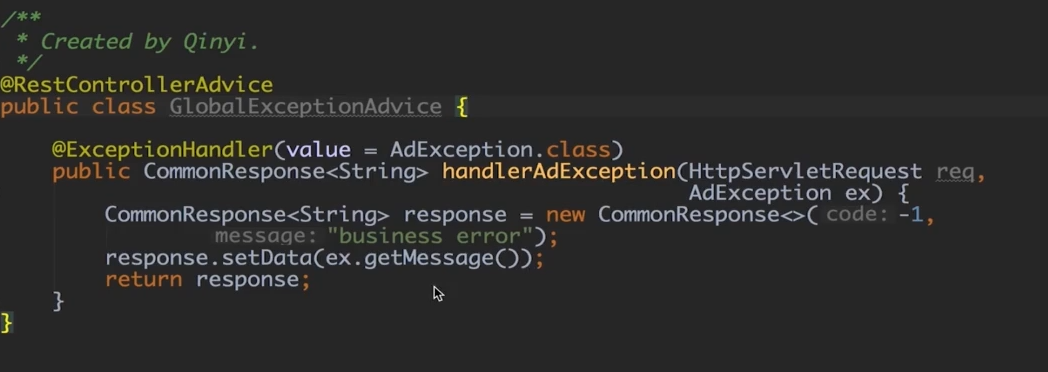 /**
 * Created by Qinyi.
 */
@RestControllerAdvice
public class GlobalExceptionAdvice {
@ExceptionHandler(value = AdException.class)
public CommonResponse<String> handlerAdException(HttpServletRequest req,
AdException ex) {
CommonResponse<String> response = new CommonResponse<>( code: -1,
message: "business error");
response.setData(ex.getMessage());
return response;
}
}